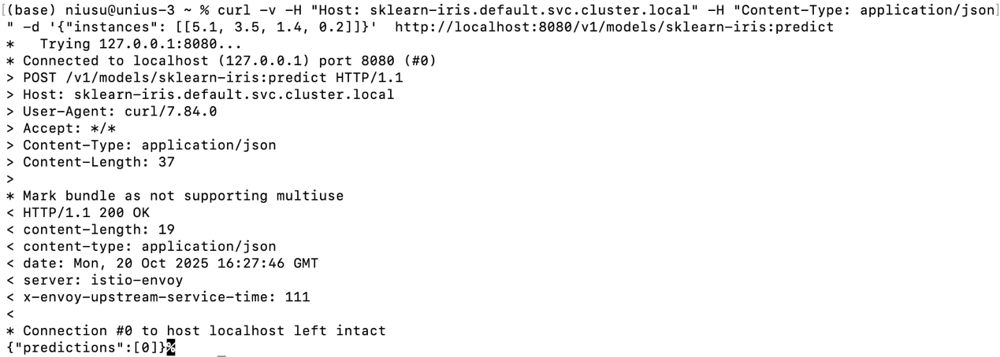 [(base) niusu@unius-3 ~ % curl -v -H "Host: sklearn-iris.default.svc.cluster.local" -H "Content-Type: application/json]
" -d '{"instances": [[5.1, 3.5, 1.4, 0.2]]}'  http://localhost:8080/v1/models/sklearn-iris:predict
*   Trying 127.0.0.1:8080...
* Connected to localhost (127.0.0.1) port 8080 (#0)
> POST /v1/models/sklearn-iris:predict HTTP/1.1
> Host: sklearn-iris.default.svc.cluster.local
> User-Agent: curl/7.84.0
> Accept: */*
> Content-Type: application/json
> Content-Length: 37
>
* Mark bundle as not supporting multiuse
< HTTP/1.1 200 OK
< content-length: 19
< content-type: application/json
< date: Mon, 20 Oct 2025 16:27:46 GMT
< server: istio-envoy
< x-envoy-upstream-service-time: 111
<
* Connection #0 to host localhost left intact
{"predictions":[0]}%